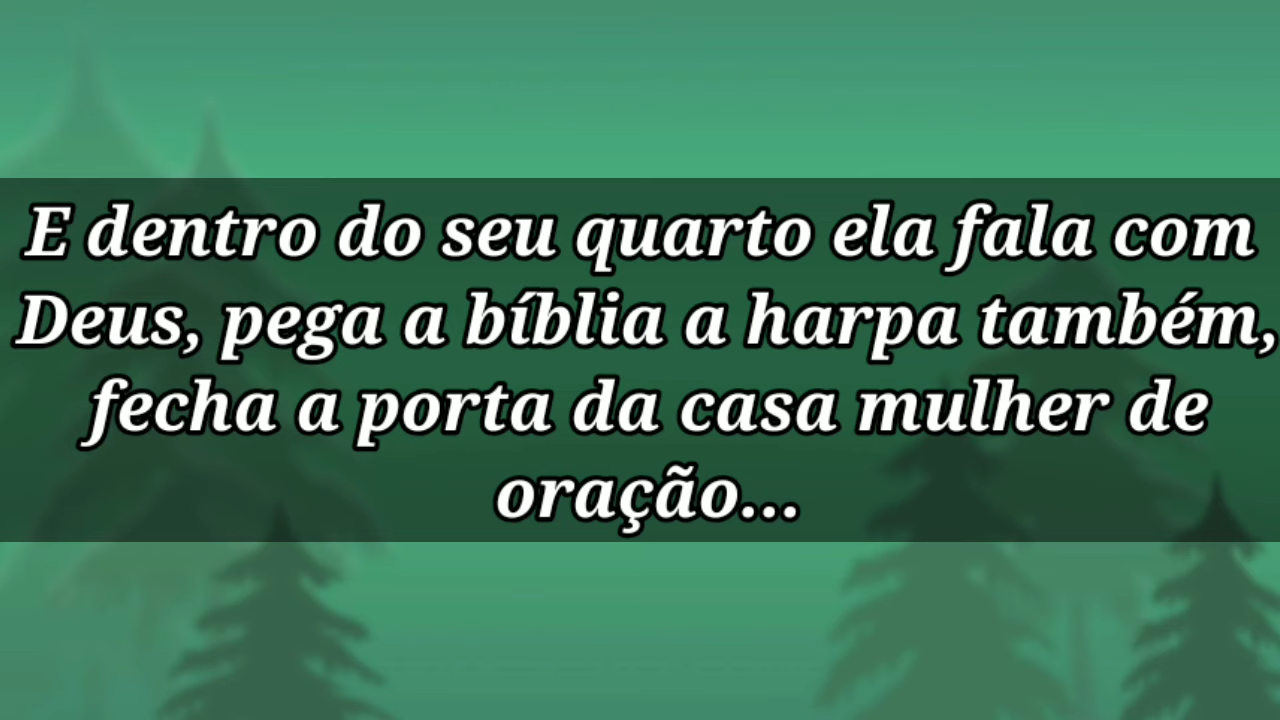 E dentro do seu quarto ela fala com
Deus, pega a bíblia a harpa também,
fecha a porta da casa mulher de
oração...